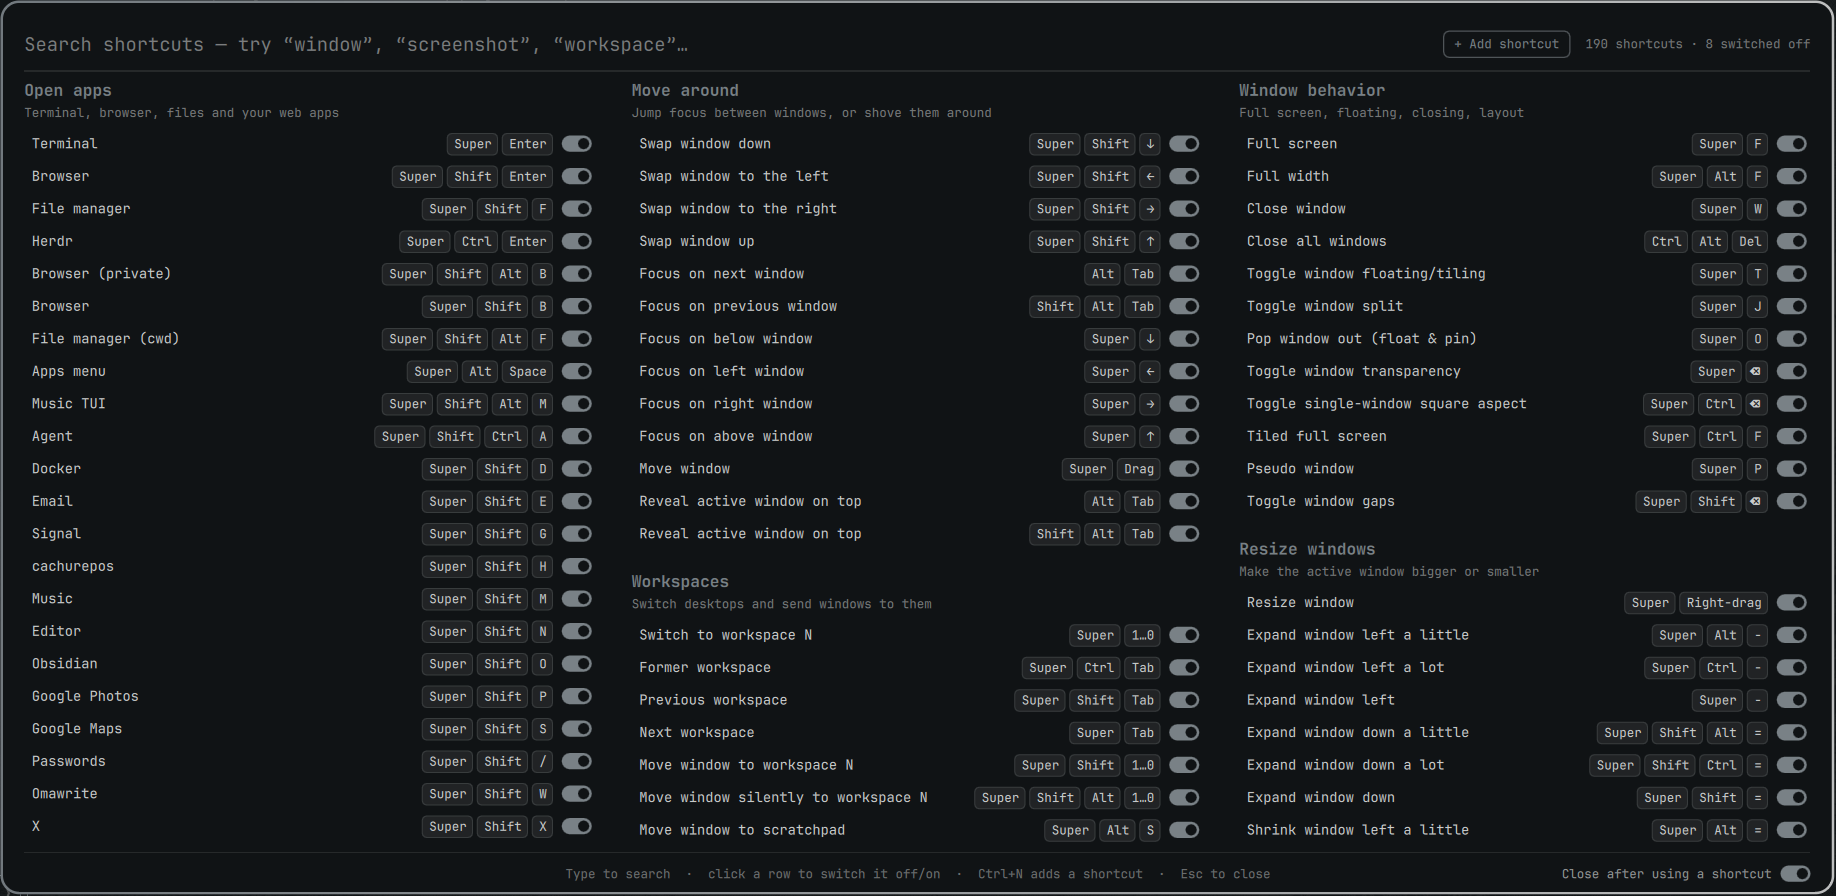 Search shortcuts — try “window”, “screenshot”, “workspace”…
+ Add shortcut
190 shortcuts · 8 switched off
Open apps
Terminal, browser, files and your web apps
Terminal Super Enter
Browser Super Shift Enter
File manager Super Shift F
Herdr Super Ctrl Enter
Browser (private) Super Shift Alt B
Browser Super Shift B
File manager (cwd) Super Shift Alt F
Apps menu Super Alt Space
Music TUI Super Shift Alt M
Agent Super Shift Ctrl A
Docker Super Shift D
Email Super Shift E
Signal Super Shift G
cachurepos Super Shift H
Music Super Shift M
Editor Super Shift N
Obsidian Super Shift O
Google Photos Super Shift P
Google Maps Super Shift S
Passwords Super Shift /
Omawrite Super Shift W
X Super Shift X
Move around
Jump focus between windows, or shove them around
Swap window down Super Shift ↓
Swap window to the left Super Shift ←
Swap window to the right Super Shift →
Swap window up Super Shift ↑
Focus on next window Alt Tab
Focus on previous window Shift Alt Tab
Focus on below window Super ↓
Focus on left window Super ←
Focus on right window Super →
Focus on above window Super ↑
Move window Super Drag
Reveal active window on top Alt Tab
Reveal active window on top Shift Alt Tab
Workspaces
Switch desktops and send windows to them
Switch to workspace N Super 1…0
Former workspace Super Ctrl Tab
Previous workspace Super Shift Tab
Next workspace Super Tab
Move window to workspace N Super Shift 1…0
Move window silently to workspace N Super Shift Alt 1…0
Move window to scratchpad Super Alt S
Window behavior
Full screen, floating, closing, layout
Full screen Super F
Full width Super Alt F
Close window Super W
Close all windows Ctrl Alt Del
Toggle window floating/tiling Super T
Toggle window split Super J
Pop window out (float & pin) Super O
Toggle window transparency Super ⌫
Toggle single-window square aspect Super Ctrl ⌫
Tiled full screen Super Ctrl F
Pseudo window Super P
Toggle window gaps Super Shift ⌫
Resize windows
Make the active window bigger or smaller
Resize window Super Right-drag
Expand window left a little Super Alt -
Expand window left a lot Super Ctrl -
Expand window left Super -
Expand window down a little Super Shift Alt =
Expand window down a lot Super Shift Ctrl =
Expand window down Super Shift =
Shrink window left a little Super Alt =
Type to search · click a row to switch it off/on · Ctrl+N adds a shortcut · Esc to close
Close after using a shortcut